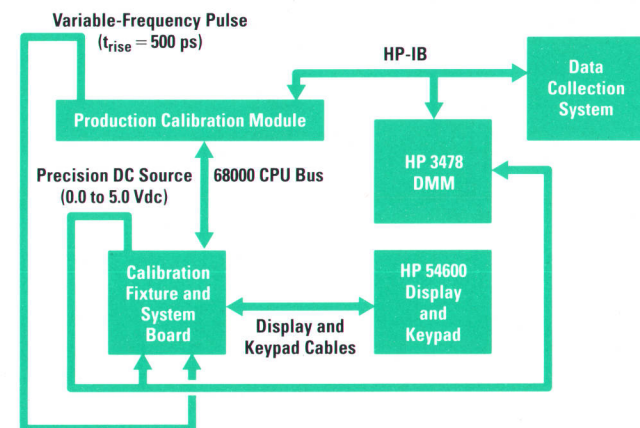 Variable-Frequency Pulse
(trise = 500 ps)
HP-IB
Data
Collection
System
Production Calibration Module
HP 3478
DMM
Precision DC Source
(0.0 to 5.0 Vdc)
68000 CPU Bus
Calibration
Fixture and
System
Board
HP 54600
Display
and
Keypad
Display and
Keypad Cables